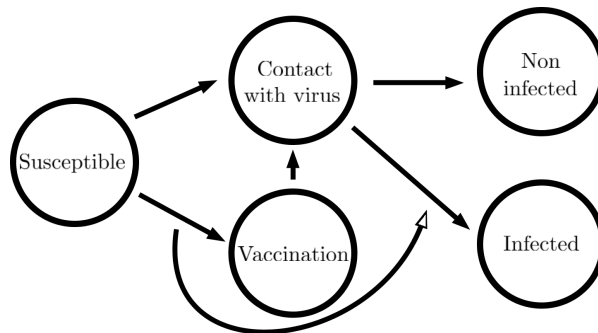 Susceptible
Contact
with virus
Vaccination
Non
infected
Infected